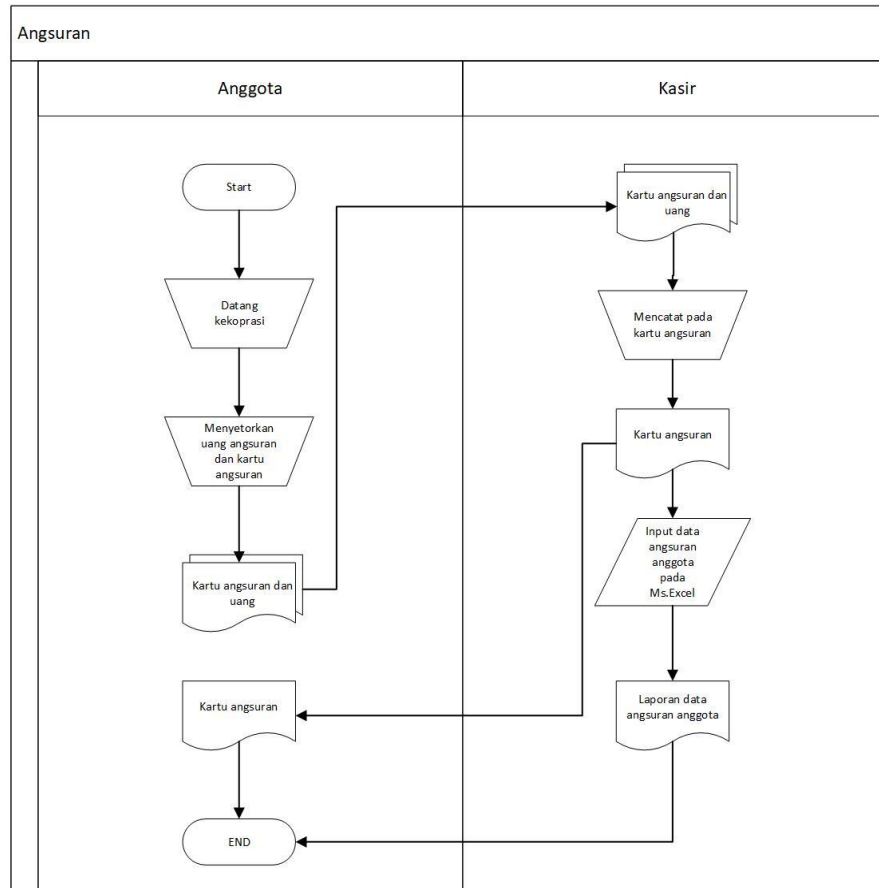 Angsuran
Anggota
Kasir
Start
Datang
kekoprasi
Menyetorkan
uang angsuran
dan kartu
angsuran
Kartu angsuran dan
uang
Kartu angsuran
END
Kartu angsuran dan
uang
Mencatat pada
kartu angsuran
Kartu angsuran
Input data
angsuran
anggota
pada
Ms.Excel
Laporan data
angsuran anggota